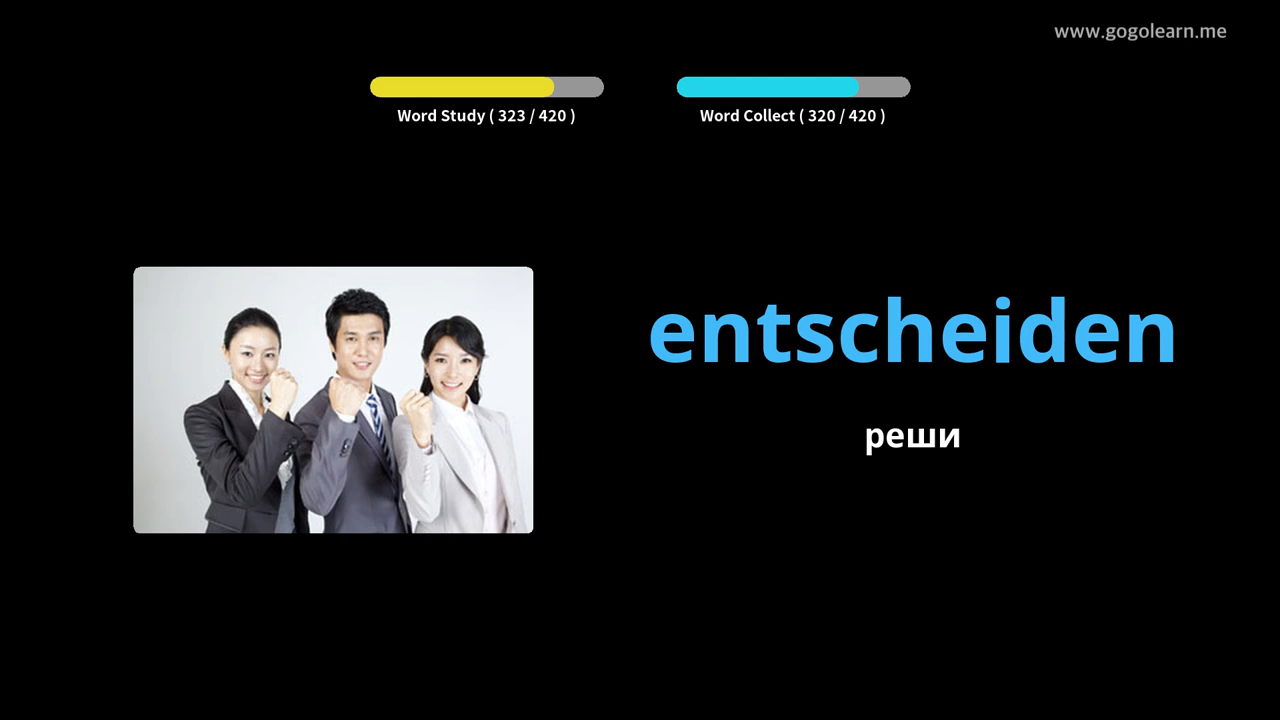 www.gogolearn.me
Word Study ( 323 / 420 )
Word Collect ( 320 / 420 )
entscheiden
реши